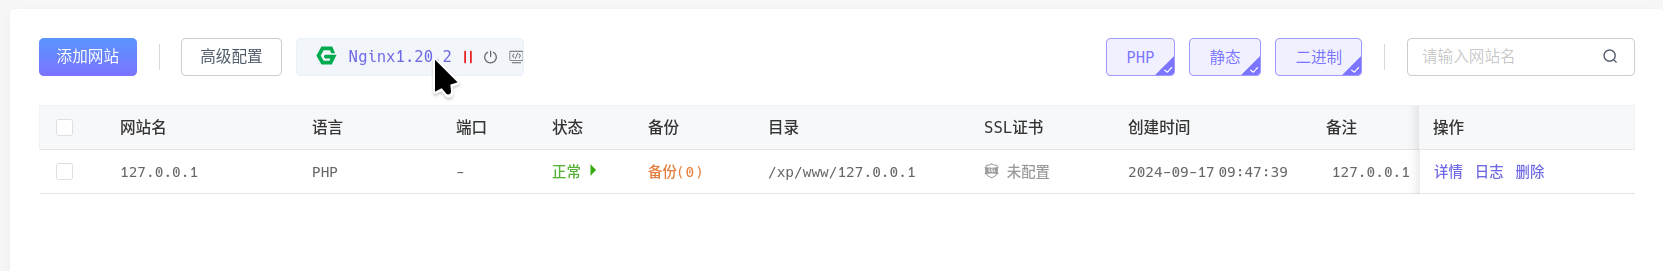 添加网站 高级配置 Nginx1.20.2 PHP 静态 二进制 请输入网站名
网站名 语言 端口 状态 备份 目录 SSL证书 创建时间 备注 操作
127.0.0.1 PHP - 正常 备份(0) /xp/www/127.0.0.1 未配置 2024-09-17 09:47:39 127.0.0.1 详情 日志 删除